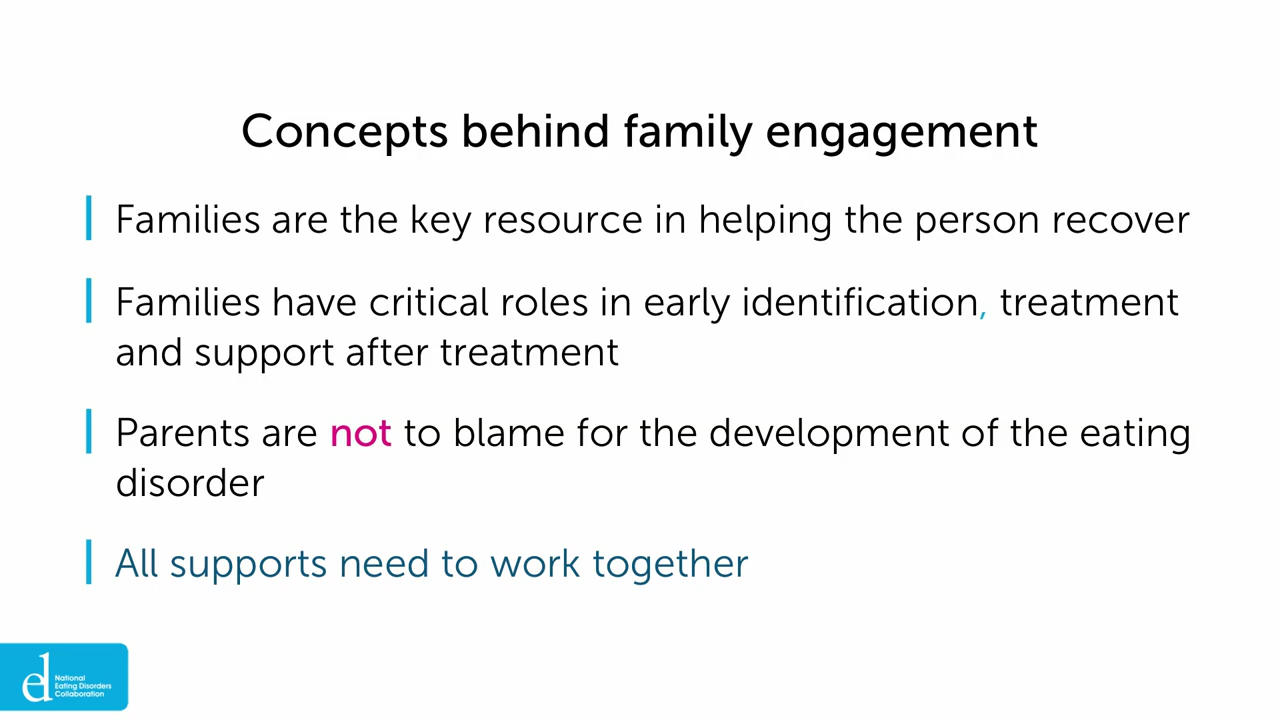 Concepts behind family engagement
Families are the key resource in helping the person recover
Families have critical roles in early identification, treatment
and support after treatment
Parents are not to blame for the development of the eating
disorder
All supports need to work together
ed
National
Eating Disorders
Collaboration